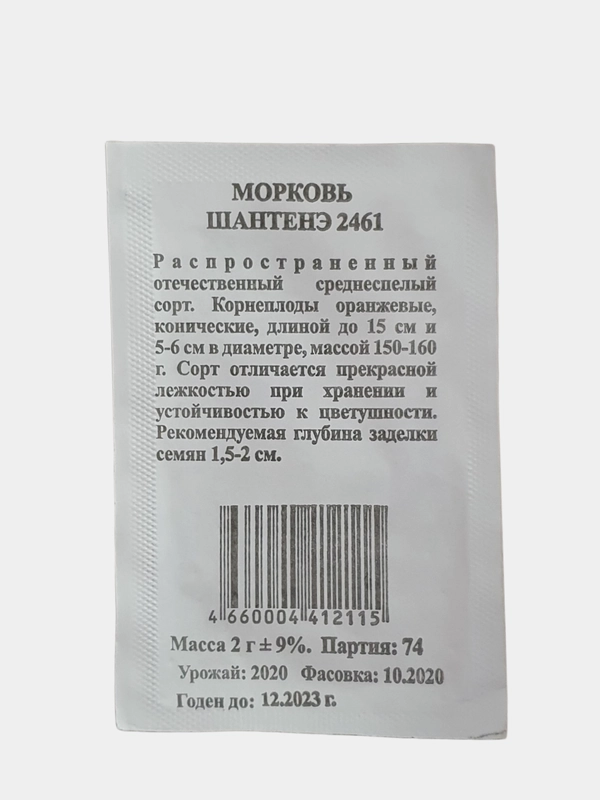 МОРКОВЬ
ШАНТЕНЭ 2461
Распространенный
отечественный среднеспелый
сорт. Корнеплоды оранжевые,
конические, длиной до 15 см и
5-6 см в диаметре, массой 150-160
г. Сорт отличается прекрасной
лежкостью при хранении и
устойчивостью к цветушности.
Рекомендуемая глубина заделки
семян 1,5-2 см.
4 660004 412115
Масса 2 г ± 9%. Партия: 74
Урожай: 2020 Фасовка: 10.2020
Годен до: 12.2023 г.